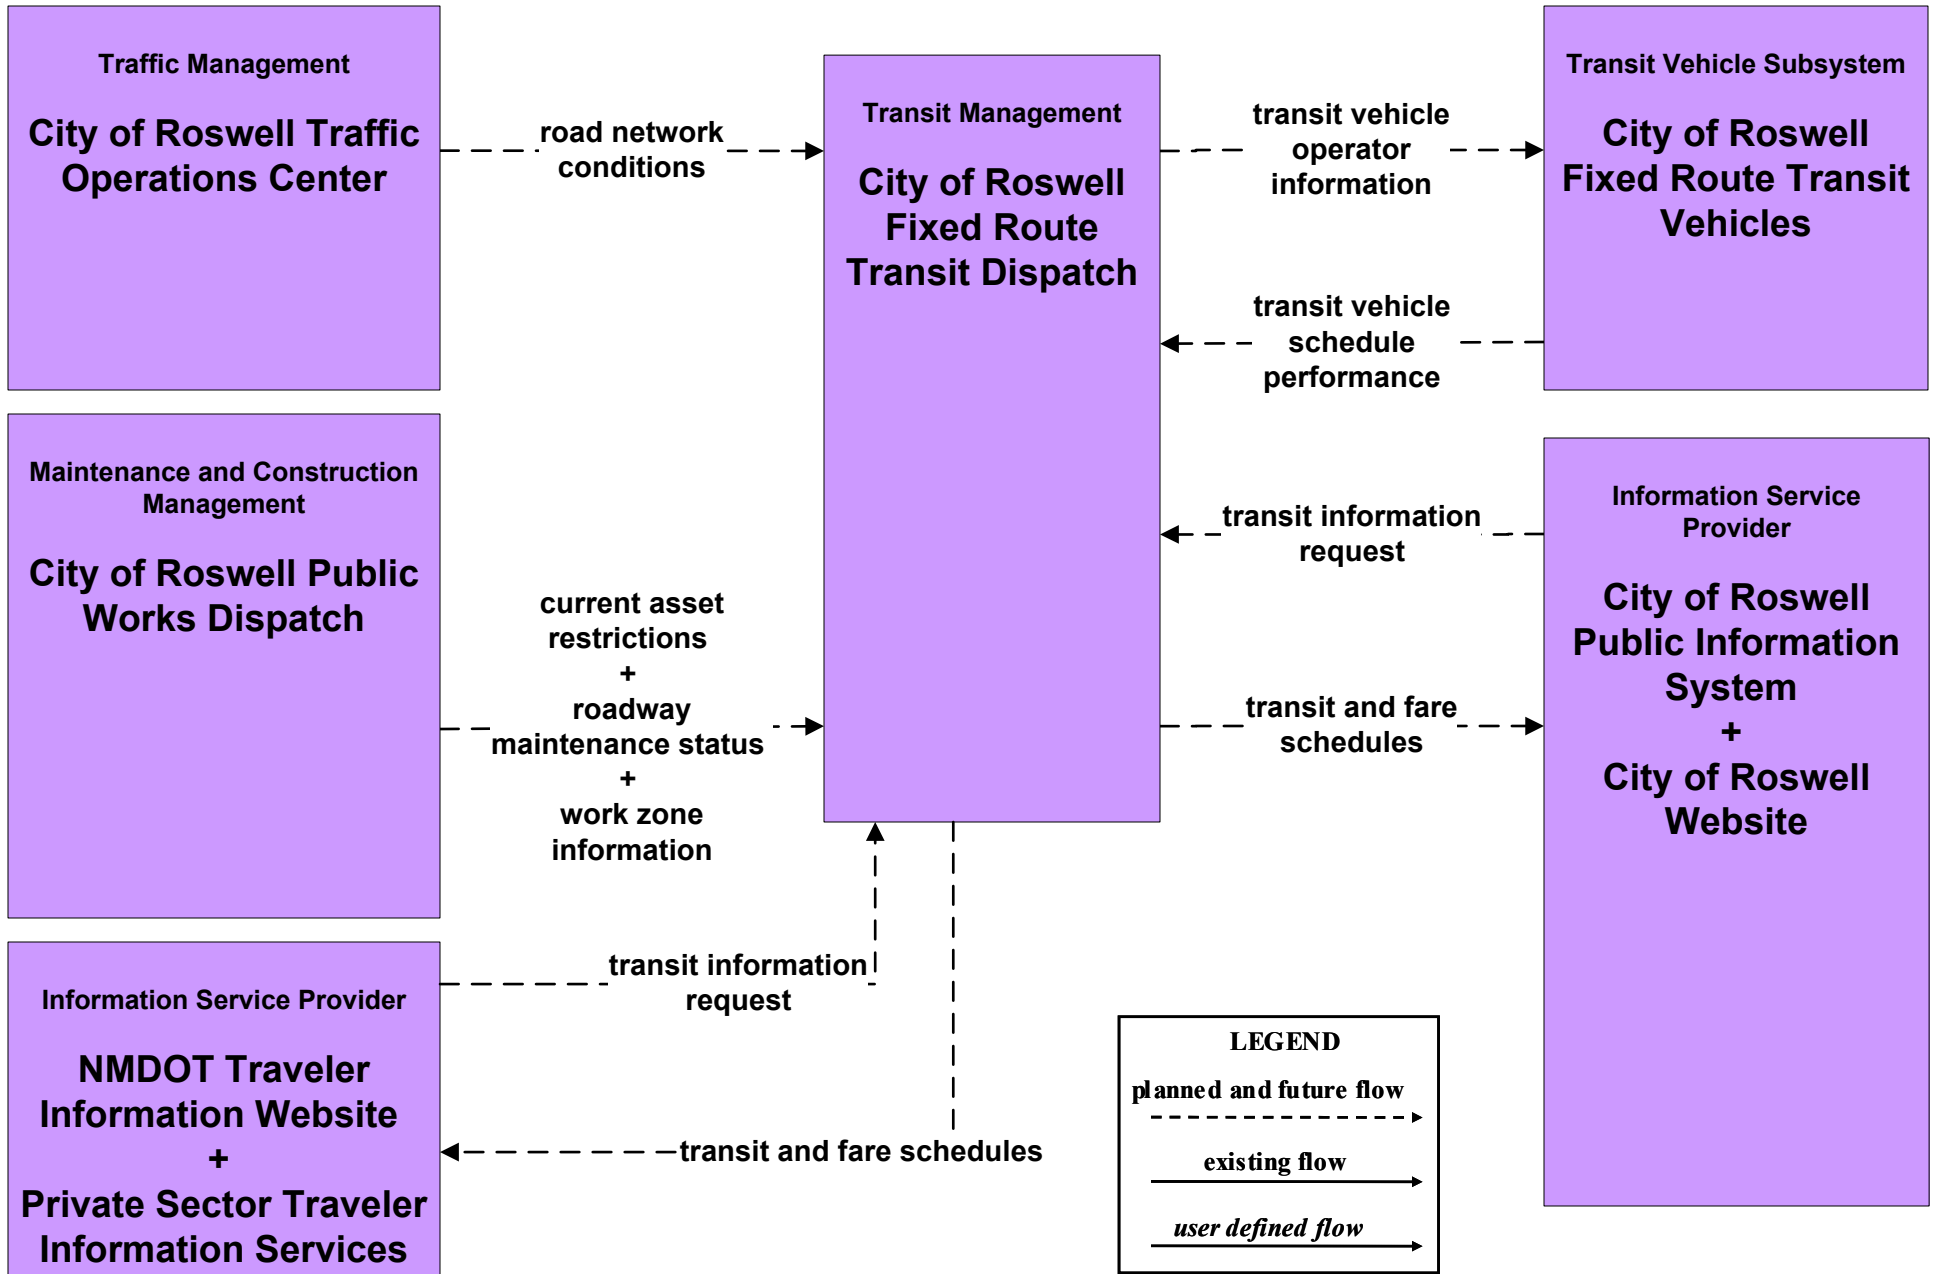 Traffic Management
City of Roswell Traffic
Operations Center
road network
conditions
Transit Management
City of Roswell
Fixed Route
Transit Dispatch
transit vehicle
operator
information
Transit Vehicle Subsystem
City of Roswell
Fixed Route Transit
Vehicles
transit vehicle
schedule
performance
Maintenance and Construction
Management
City of Roswell Public
Works Dispatch
current asset
restrictions
+
roadway
maintenance status
+
work zone
information
transit information
request
Information Service
Provider
City of Roswell
Public Information
System
+
City of Roswell
Website
transit and fare
schedules
Information Service Provider
NMDOT Traveler
Information Website
+
Private Sector Traveler
Information Services
transit information
request
transit and fare schedules
LEGEND
planned and future flow
existing flow
user defined flow